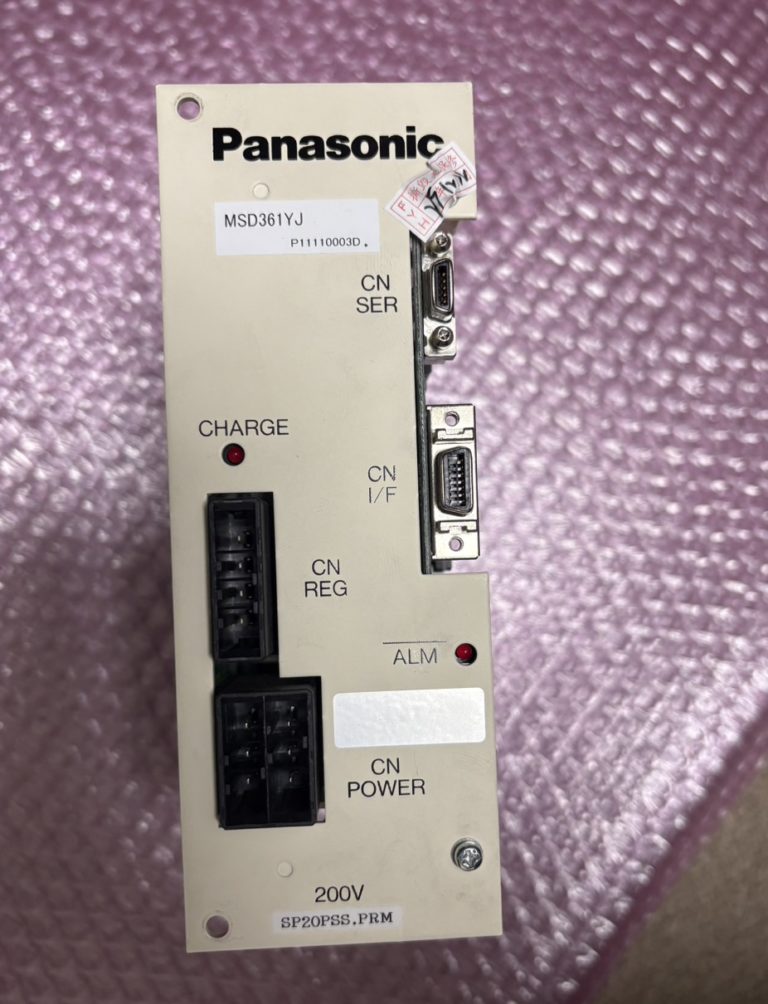 Panasonic
MSD361YJ
P11110003D.
CN
SER
CHARGE
CN
I/F
CN
REG
ALM
CN
POWER
200V
SP20PSS.PRM